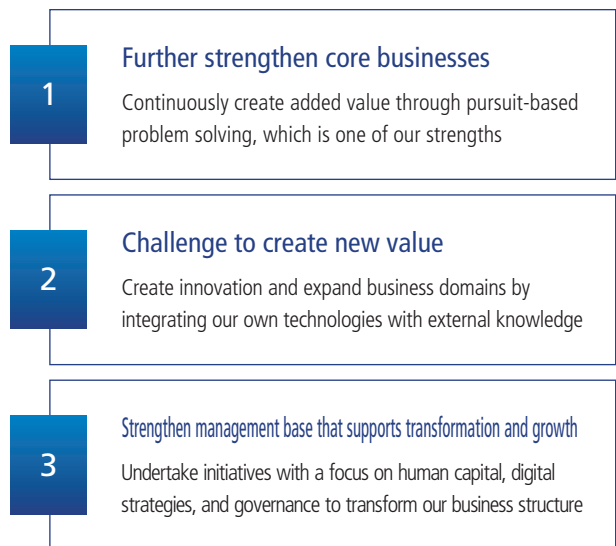 1
Further strengthen core businesses
Continuously create added value through pursuit-based
problem solving, which is one of our strengths
2
Challenge to create new value
Create innovation and expand business domains by
integrating our own technologies with external knowledge
3
Strengthen management base that supports transformation and growth
Undertake initiatives with a focus on human capital, digital
strategies, and governance to transform our business structure